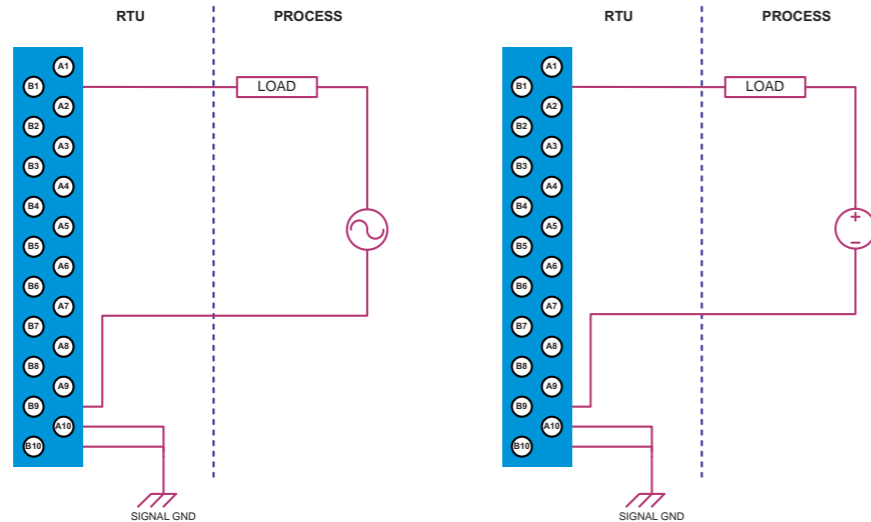 RTU PROCESS
A1
B1
A2
B2
A3
B3
A4
B4
A5
B5
A6
B6
A7
B7
A8
B8
A9
B9
A10
B10
LOAD
SIGNAL GND
RTU PROCESS
A1
B1
A2
B2
A3
B3
A4
B4
A5
B5
A6
B6
A7
B7
A8
B8
A9
B9
A10
B10
LOAD
+
−
SIGNAL GND